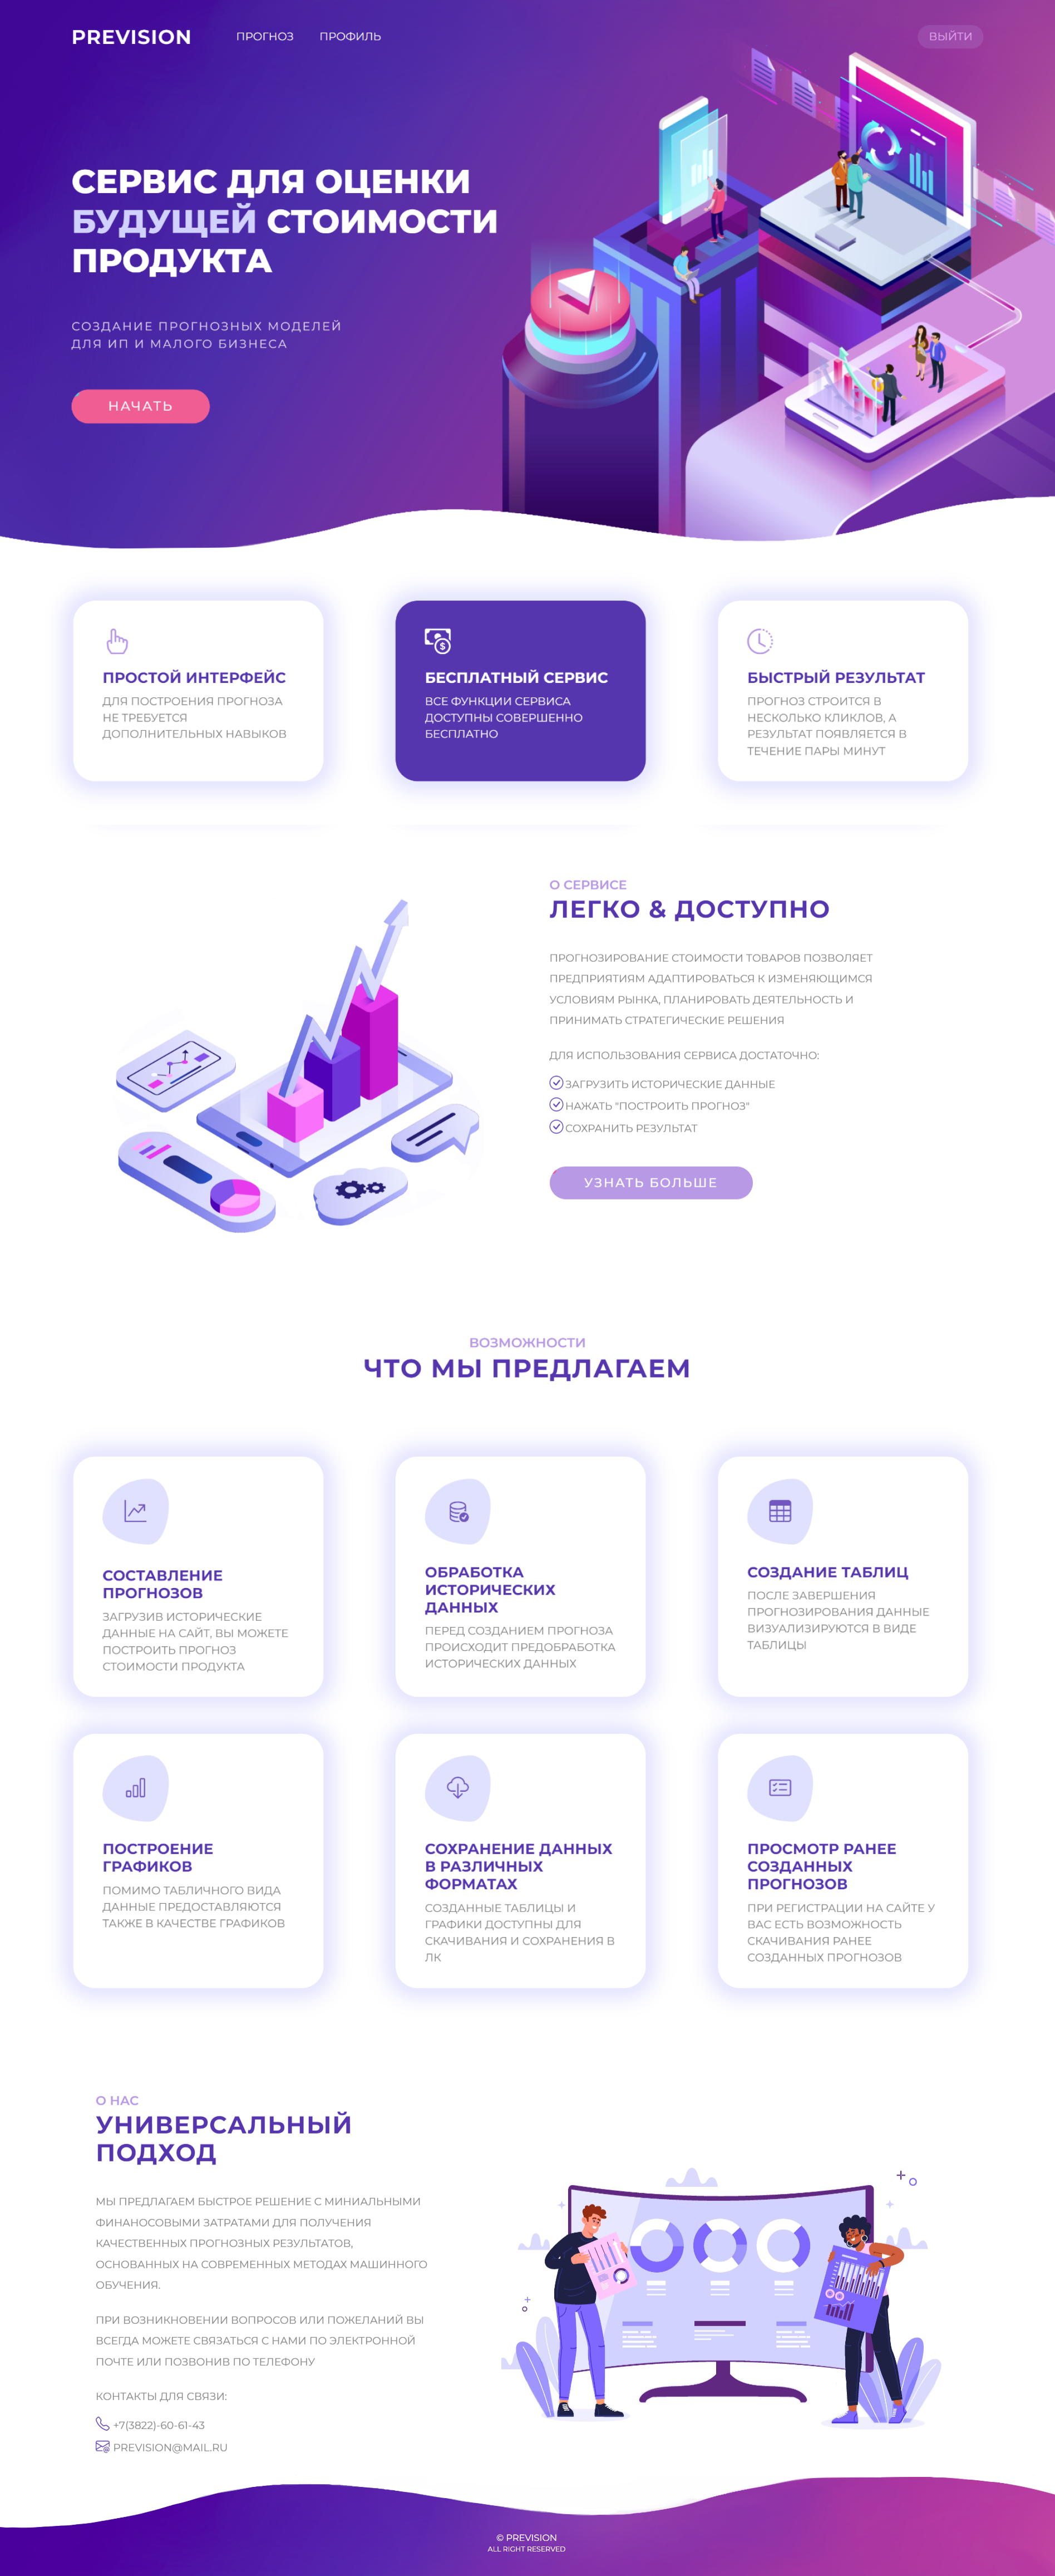 PREVISION
ПРОГНОЗ
ПРОФИЛЬ
ВЫЙТИ
СЕРВИС ДЛЯ ОЦЕНКИ
БУДУЩЕЙ СТОИМОСТИ
ПРОДУКТА
СОЗДАНИЕ ПРОГНОЗНЫХ МОДЕЛЕЙ
ДЛЯ ИП И МАЛОГО БИЗНЕСА
НАЧАТЬ
ПРОСТОЙ ИНТЕРФЕЙС
ДЛЯ ПОСТРОЕНИЯ ПРОГНОЗА
НЕ ТРЕБУЕТСЯ
ДОПОЛНИТЕЛЬНЫХ НАВЫКОВ
БЕСПЛАТНЫЙ СЕРВИС
ВСЕ ФУНКЦИИ СЕРВИСА
ДОСТУПНЫ СОВЕРШЕННО
БЕСПЛАТНО
БЫСТРЫЙ РЕЗУЛЬТАТ
ПРОГНОЗ СТРОИТСЯ В
НЕСКОЛЬКО КЛИКЛОВ, А
РЕЗУЛЬТАТ ПОЯВЛЯЕТСЯ В
ТЕЧЕНИЕ ПАРЫ МИНУТ
О СЕРВИСЕ
ЛЕГКО & ДОСТУПНО
ПРОГНОЗИРОВАНИЕ СТОИМОСТИ ТОВАРОВ ПОЗВОЛЯЕТ
ПРЕДПРИЯТИЯМ АДАПТИРОВАТЬСЯ К ИЗМЕНЯЮЩИМСЯ
УСЛОВИЯМ РЫНКА, ПЛАНИРОВАТЬ ДЕЯТЕЛЬНОСТЬ И
ПРИНИМАТЬ СТРАТЕГИЧЕСКИЕ РЕШЕНИЯ
ДЛЯ ИСПОЛЬЗОВАНИЯ СЕРВИСА ДОСТАТОЧНО:
ЗАГРУЗИТЬ ИСТОРИЧЕСКИЕ ДАННЫЕ
НАЖАТЬ "ПОСТРОИТЬ ПРОГНОЗ"
СОХРАНИТЬ РЕЗУЛЬТАТ
УЗНАТЬ БОЛЬШЕ
ВОЗМОЖНОСТИ
ЧТО МЫ ПРЕДЛАГАЕМ
СОСТАВЛЕНИЕ
ПРОГНОЗОВ
ЗАГРУЗИВ ИСТОРИЧЕСКИЕ
ДАННЫЕ НА САЙТ, ВЫ МОЖЕТЕ
ПОСТРОИТЬ ПРОГНОЗ
СТОИМОСТИ ПРОДУКТА
ОБРАБОТКА
ИСТОРИЧЕСКИХ
ДАННЫХ
ПЕРЕД СОЗДАНИЕМ ПРОГНОЗА
ПРОИСХОДИТ ПРЕДОБРАБОТКА
ИСТОРИЧЕСКИХ ДАННЫХ
СОЗДАНИЕ ТАБЛИЦ
ПОСЛЕ ЗАВЕРШЕНИЯ
ПРОГНОЗИРОВАНИЯ ДАННЫЕ
ВИЗУАЛИЗИРУЮТСЯ В ВИДЕ
ТАБЛИЦЫ
ПОСТРОЕНИЕ
ГРАФИКОВ
ПОМИМО ТАБЛИЧНОГО ВИДА
ДАННЫЕ ПРЕДОСТАВЛЯЮТСЯ
ТАКЖЕ В КАЧЕСТВЕ ГРАФИКОВ
СОХРАНЕНИЕ ДАННЫХ
В РАЗЛИЧНЫХ
ФОРМАТАХ
СОЗДАННЫЕ ТАБЛИЦЫ И
ГРАФИКИ ДОСТУПНЫ ДЛЯ
СКАЧИВАНИЯ И СОХРАНЕНИЯ В
ЛК
ПРОСМОТР РАНЕЕ
СОЗДАННЫХ
ПРОГНОЗОВ
ПРИ РЕГИСТРАЦИИ НА САЙТЕ У
ВАС ЕСТЬ ВОЗМОЖНОСТЬ
СКАЧИВАНИЯ РАНЕЕ
СОЗДАННЫХ ПРОГНОЗОВ
О НАС
УНИВЕРСАЛЬНЫЙ
ПОДХОД
МЫ ПРЕДЛАГАЕМ БЫСТРОЕ РЕШЕНИЕ С МИНИАЛЬНЫМИ
ФИНАНОСОВЫМИ ЗАТРАТАМИ ДЛЯ ПОЛУЧЕНИЯ
КАЧЕСТВЕННЫХ ПРОГНОЗНЫХ РЕЗУЛЬТАТОВ,
ОСНОВАННЫХ НА СОВРЕМЕННЫХ МЕТОДАХ МАШИННОГО
ОБУЧЕНИЯ.
ПРИ ВОЗНИКНОВЕНИИ ВОПРОСОВ ИЛИ ПОЖЕЛАНИЙ ВЫ
ВСЕГДА МОЖЕТЕ СВЯЗАТЬСЯ С НАМИ ПО ЭЛЕКТРОННОЙ
ПОЧТЕ ИЛИ ПОЗВОНИВ ПО ТЕЛЕФОНУ
КОНТАКТЫ ДЛЯ СВЯЗИ:
+7(3822)-60-61-43
PREVISION@MAIL.RU
© PREVISION
ALL RIGHT RESERVED